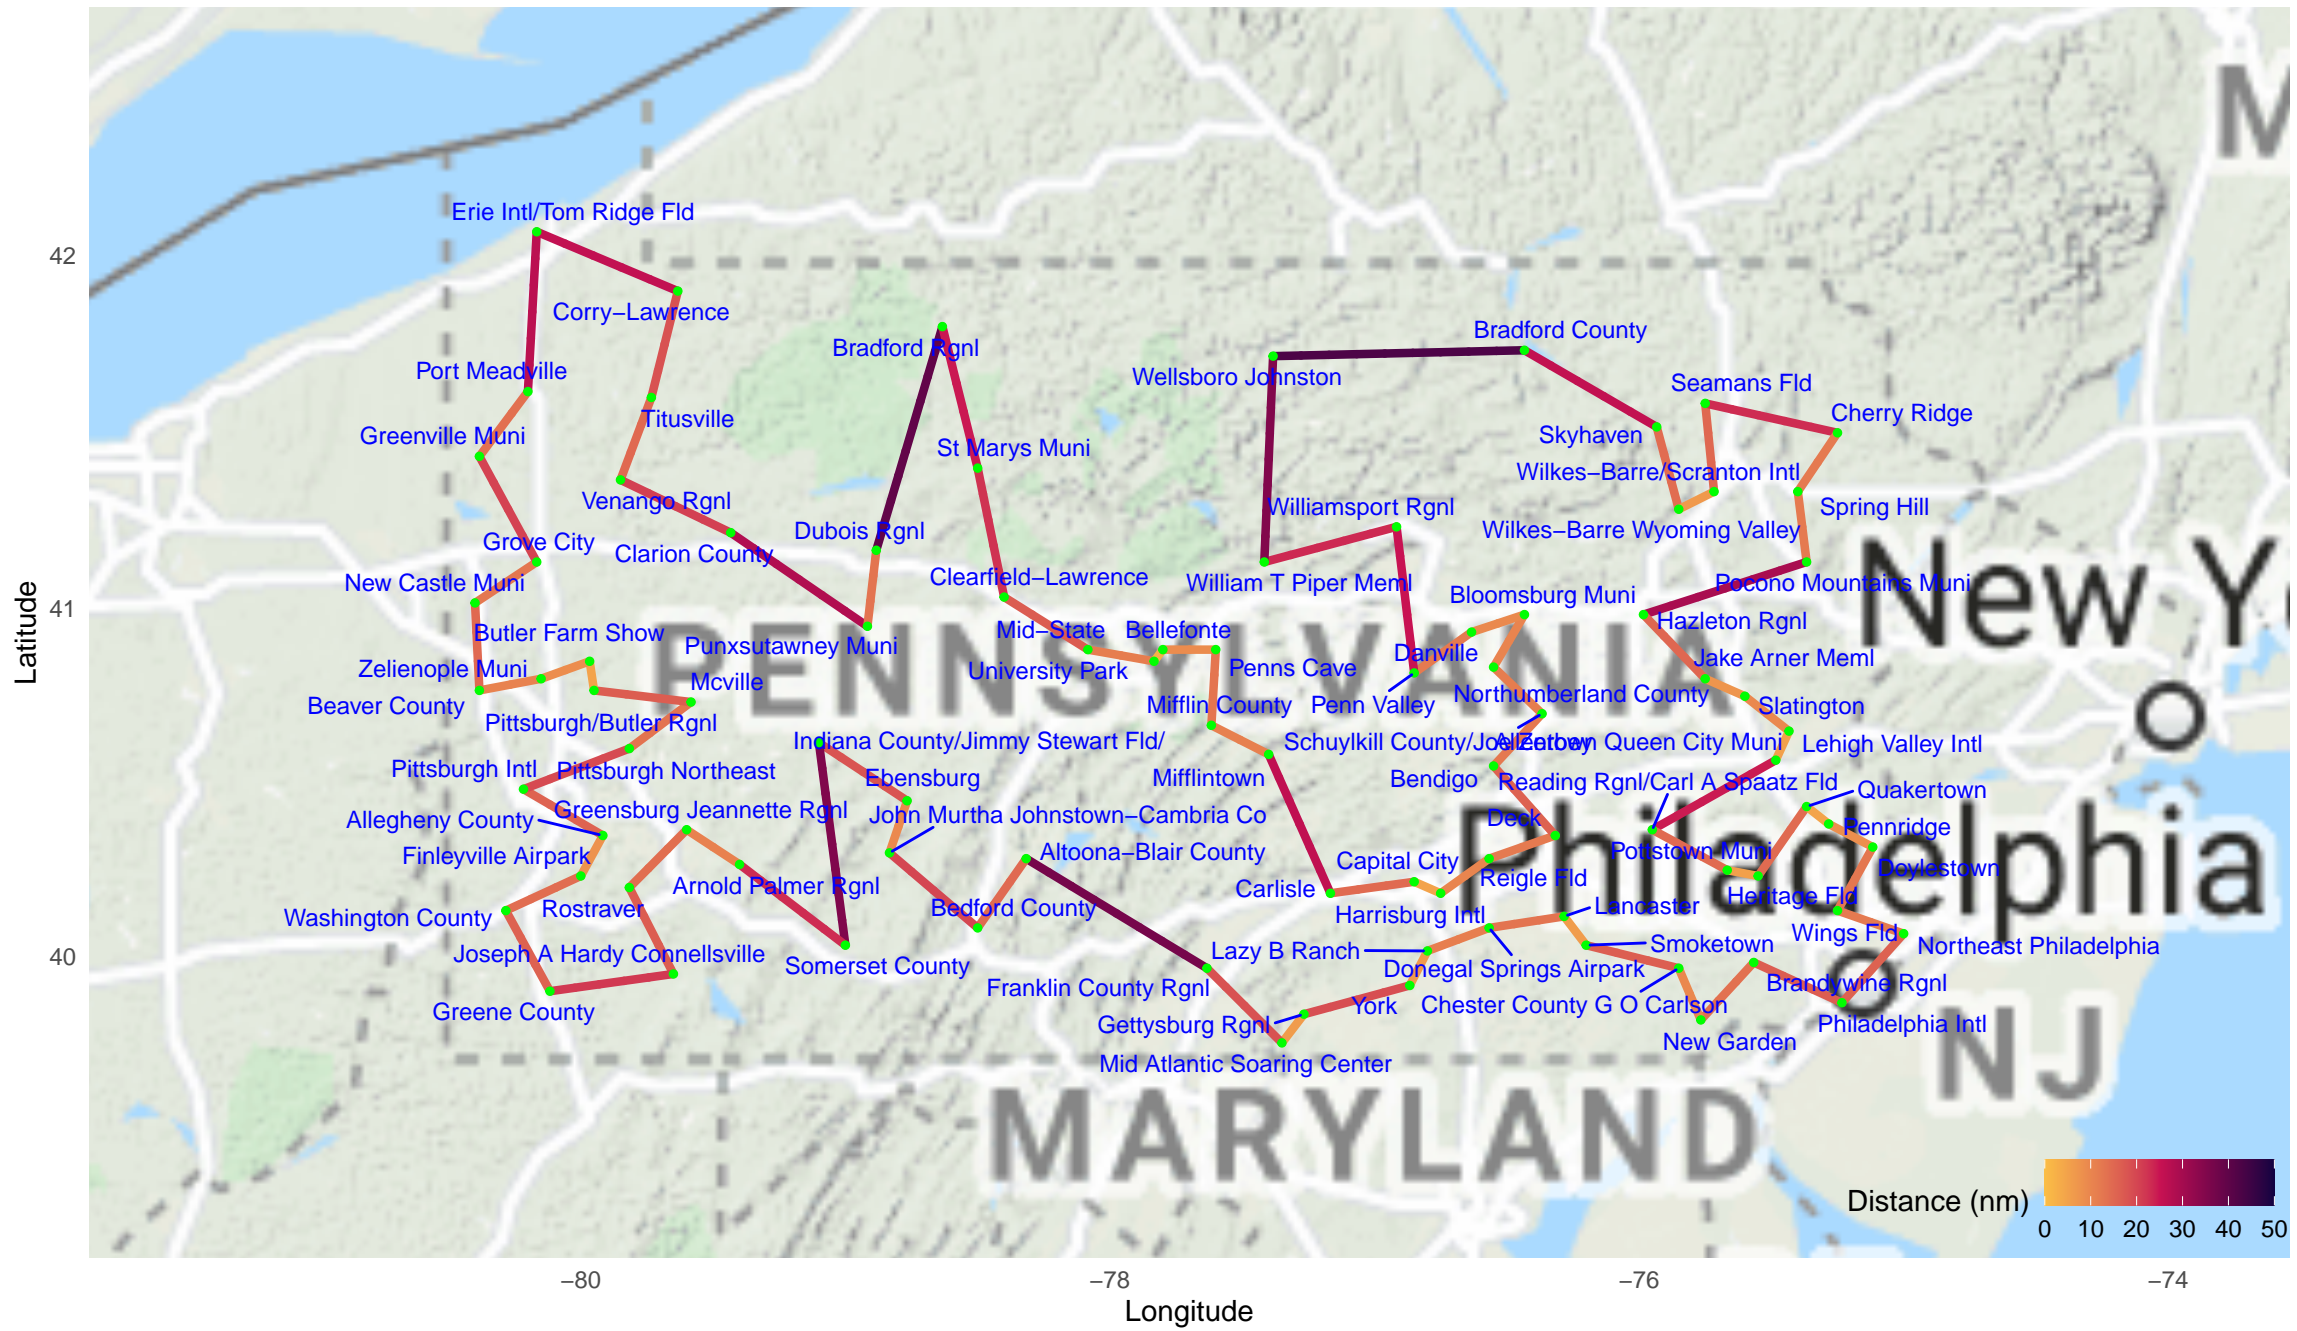 M
Erie Intl/Tom Ridge Fld
42
Corry−Lawrence
Bradford County
Bradford Rgnl
Port Meadville
Wellsboro Johnston
Seamans Fld
Cherry Ridge
Titusville
Greenville Muni
Skyhaven
St Marys Muni
Wilkes−Barre/Scranton Intl
Venango Rgnl
Williamsport Rgnl
Spring Hill
Dubois Rgnl
Wilkes−Barre Wyoming Valley
Grove City
Clarion County
New Castle Muni
Clearfield−Lawrence
William T Piper Meml
Pocono Mountains Muni
New Yo
Bloomsburg Muni
41
Latitude
Hazleton Rgnl
Butler Farm Show
Mid−State
Bellefonte
Punxsutawney Muni
PENNSYLVANIA
Danville
Jake Arner Meml
Zelienople Muni
University Park
Penns Cave
Mcville
Northumberland County
Beaver County
Mifflin County
Penn Valley
Slatington
Pittsburgh/Butler Rgnl
Indiana County/Jimmy Stewart Fld/
Schuylkill County/Joe Zerbey
Allentown Queen City Muni
Lehigh Valley Intl
Pittsburgh Intl
Pittsburgh Northeast
Ebensburg
Mifflintown
Bendigo
Reading Rgnl/Carl A Spaatz Fld
Quakertown
Greensburg Jeannette Rgnl
John Murtha Johnstown−Cambria Co
Allegheny County
Deck
Pennridge
Philadelphia
Finleyville Airpark
Altoona−Blair County
Capital City
Pottstown Muni
Doylestown
Arnold Palmer Rgnl
Carlisle
Reigle Fld
Heritage Fld
Rostraver
Bedford County
Washington County
Harrisburg Intl
Lancaster
Wings Fld
Northeast Philadelphia
Joseph A Hardy Connellsville
Lazy B Ranch
Smoketown
40
Somerset County
Donegal Springs Airpark
Franklin County Rgnl
Brandywine Rgnl
York
Chester County G O Carlson
Greene County
Gettysburg Rgnl
Philadelphia Intl
New Garden
Mid Atlantic Soaring Center
NJ
MARYLAND
Distance (nm)
0 10 20 30 40 50
−80 −78 −76 −74
Longitude